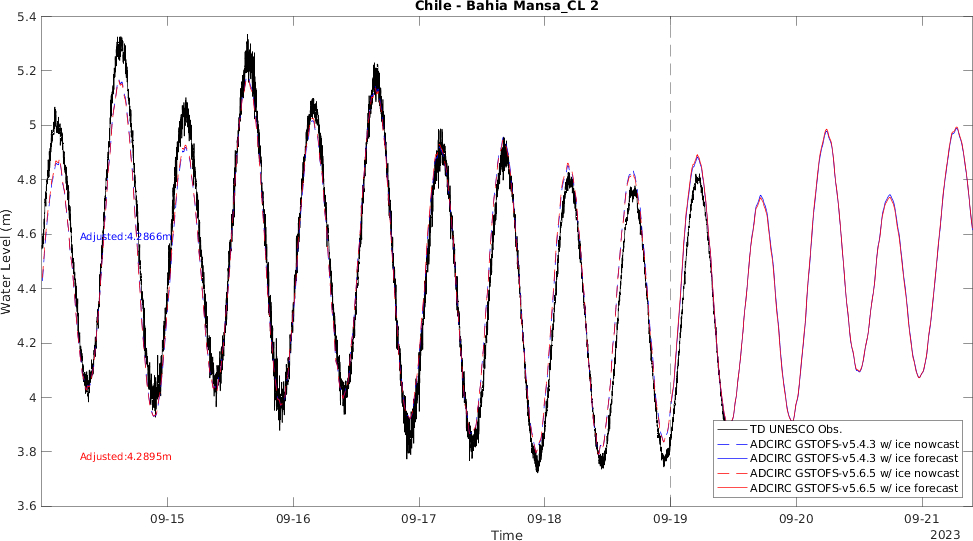 Chile - Bahia Mansa_CL 2
5.4
5.2
5
4.8
4.6
4.4
4.2
4
3.8
3.6
Water Level (m)
Adjusted:4.2866m
Adjusted:4.2895m
TD UNESCO Obs.
ADCIRC GSTOFS-v5.4.3 w/ ice nowcast
ADCIRC GSTOFS-v5.4.3 w/ ice forecast
ADCIRC GSTOFS-v5.6.5 w/ ice nowcast
ADCIRC GSTOFS-v5.6.5 w/ ice forecast
09-15 09-16 09-17 09-18 09-19 09-20 09-21
Time
2023